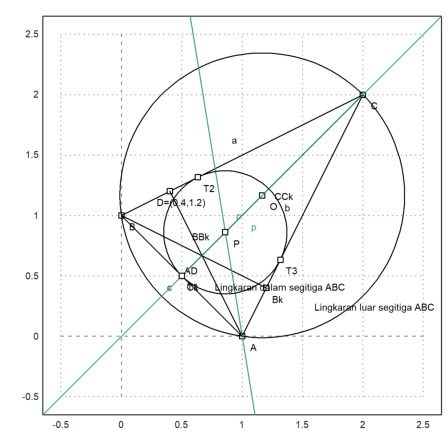 2.5
2
1.5
1
0.5
0
-0.5
C
a
T2
CCk
D=(0.4,1.2)
O
b
p
p
B
BBk
P
T3
AD
c
Lingkaran dalam segitiga ABC
Bk
Lingkaran luar segitiga ABC
A
-0.5
0
0.5
1
1.5
2
2.5